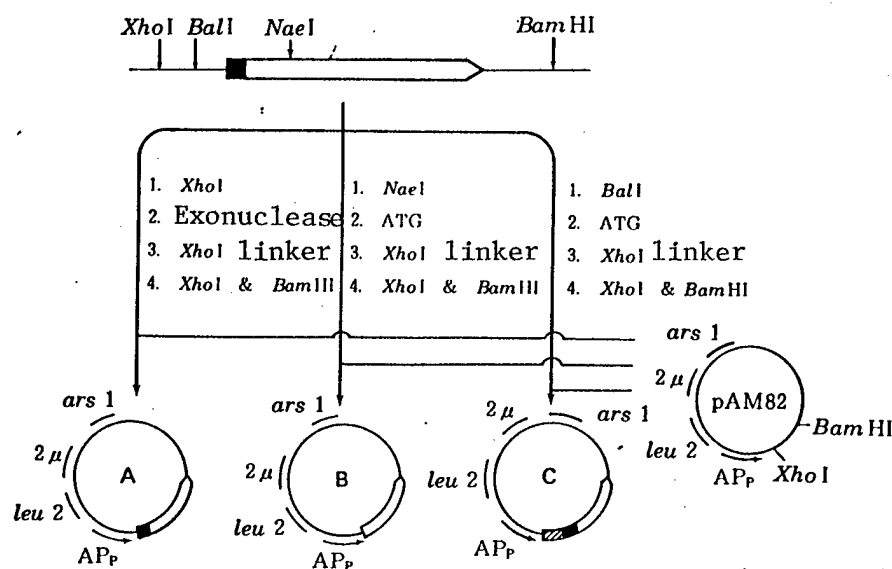 XhoI BalI NaeI BamHI
1. XhoI
2. Exonuclease
3. XhoI linker
4. XhoI & BamIII
1. NaeI
2. ATG
3. XhoI linker
4. XhoI & BamIII
1. BalI
2. ATG
3. XhoI linker
4. XhoI & BamHI
ars 1
2μ
leu 2
APP
A
ars 1
2μ
leu 2
APP
B
2μ
ars 1
leu 2
APP
C
ars 1
2μ
pAM82
leu 2
BamHI
APP
XhoI